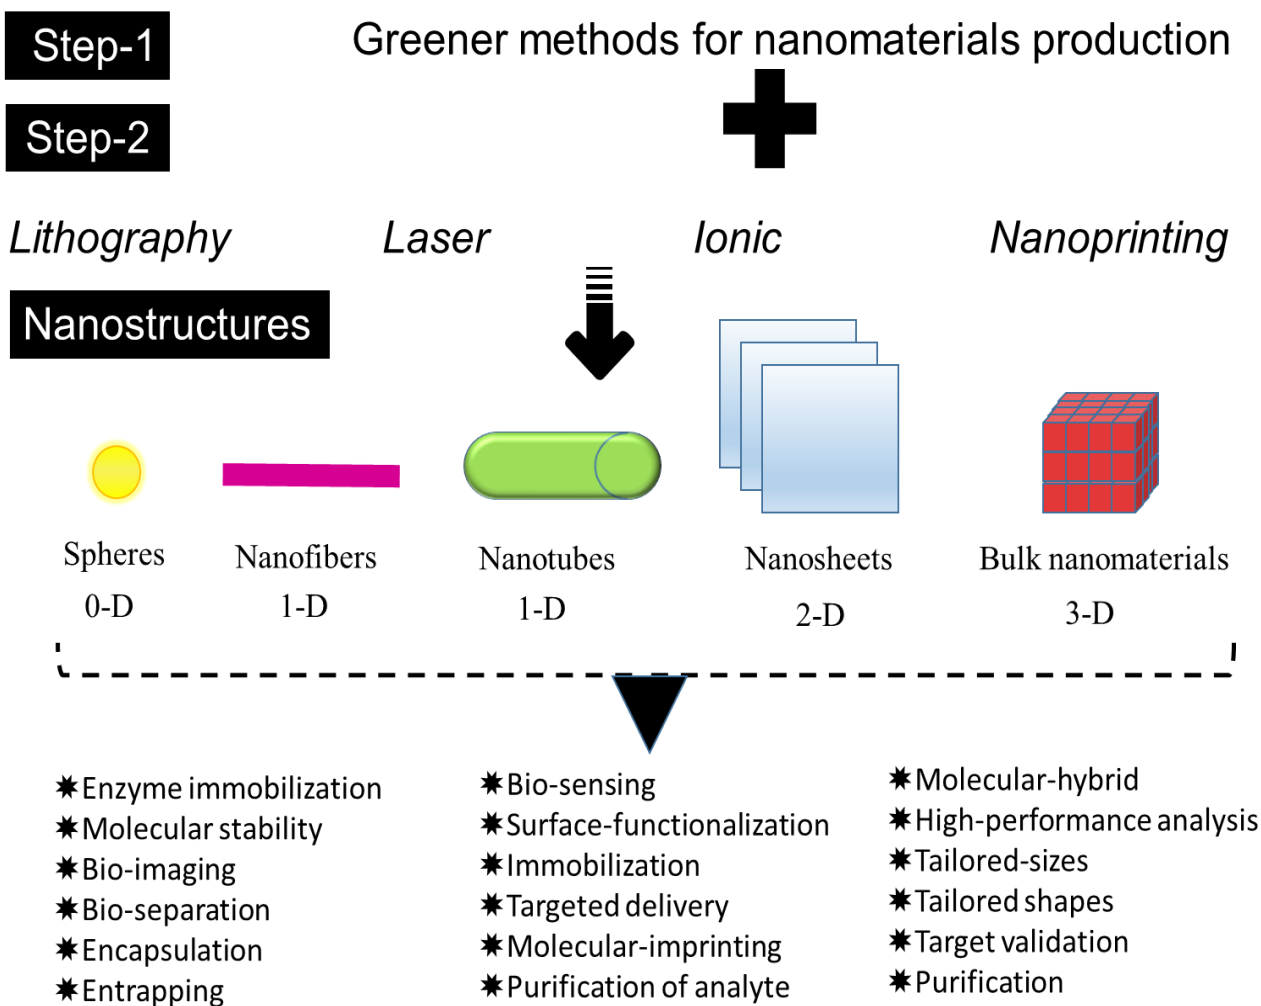 Step-1
Greener methods for nanomaterials production
Step-2
Lithography Laser Ionic Nanoprinting
Nanostructures
Spheres Nanofibers Nanotubes Nanosheets Bulk nanomaterials
0-D 1-D 1-D 2-D 3-D
Enzyme immobilization
Molecular stability
Bio-imaging
Bio-separation
Encapsulation
Entrapping
Bio-sensing
Surface-functionalization
Immobilization
Targeted delivery
Molecular-imprinting
Purification of analyte
Molecular-hybrid
High-performance analysis
Tailored-sizes
Tailored shapes
Target validation
Purification